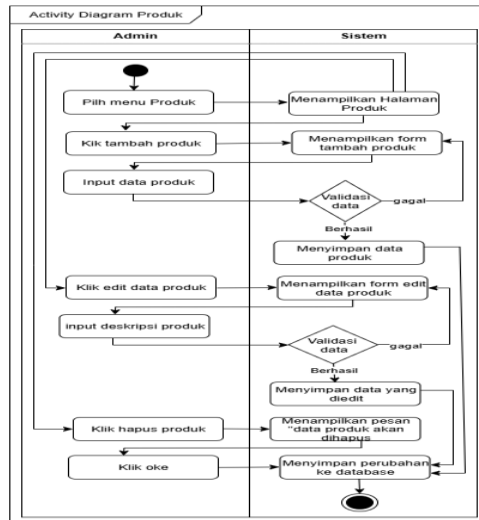 Activity Diagram Produk
Admin
Sistem
Pilh menu Produk
Menampilkan Halaman
Produk
Kik tambah produk
Menampilkan form
tambah produk
Input data produk
Validasi
data
gagal
Berhasil
Menyimpan data
produk
Klik edit data produk
Menampilkan form edit
data produk
input deskripsi produk
Validasi
data
gagal
Berhasil
Menyimpan data yang
diedit
Klik hapus produk
Menampilkan pesan
"data produk akan
dihapus
Klik oke
Menyimpan perubahan
ke database